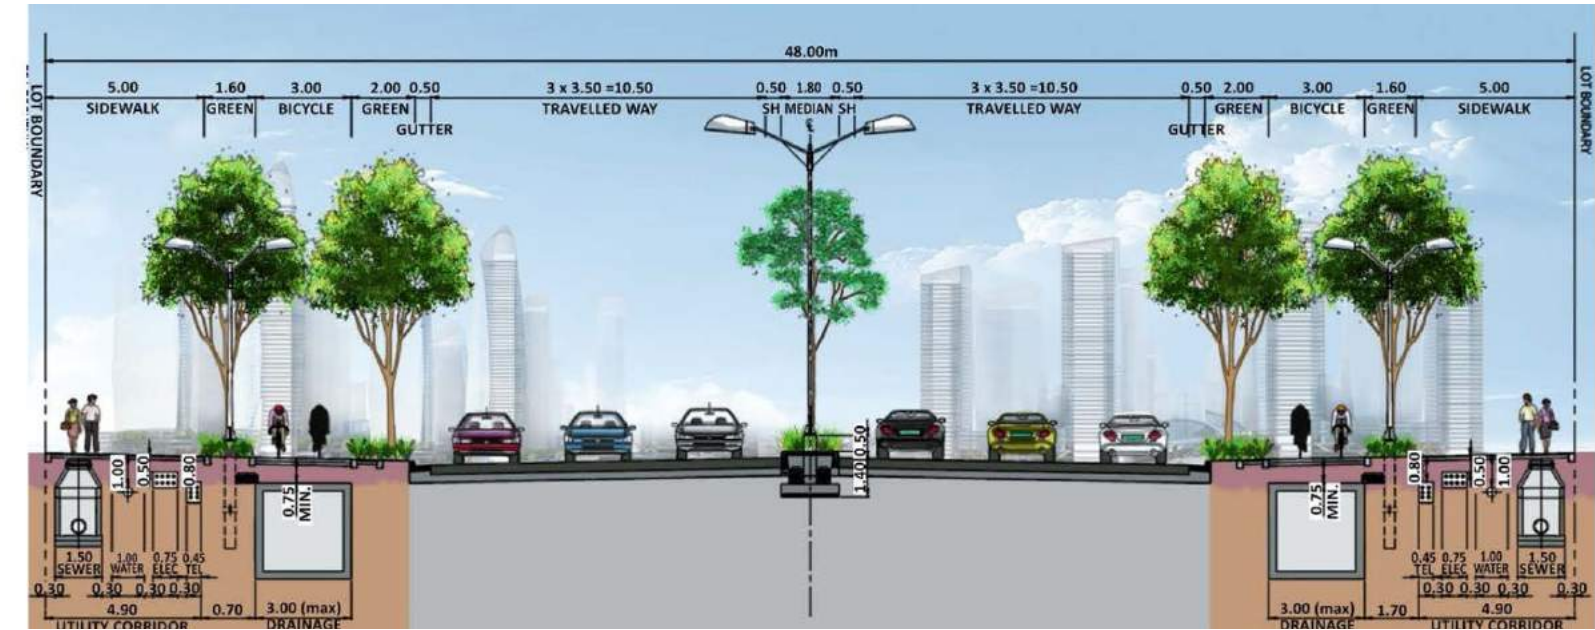 48.00m
5.00 1.60 3.00 2.00 0.50 3 x 3.50 =10.50 0.50 1.80 0.50 3 x 3.50 =10.50 0.50 2.00 3.00 1.60 5.00
SIDEWALK GREEN BICYCLE GREEN TRAVELLED WAY SH MEDIAN SH TRAVELLED WAY GREEN BICYCLE GREEN SIDEWALK
GUTTER GUTTER
LOT BOUNDARY
LOT BOUNDARY
1.00 0.50 0.80
0.75 MIN.
1.40 0.50
0.75 MIN.
0.80 0.50 1.00
1.50 1.00 0.75 0.45
SEWER WATER ELEC TEL
0.30 0.30 0.30 0.30
4.90 0.70 3.00 (max)
UTILITY CORRIDOR DRAINAGE
0.45 0.75 1.00 1.50
TEL ELEC WATER SEWER
0.30 0.30 0.30 0.30
3.00 (max) 1.70 4.90
DRAINAGE UTILITY CORRIDOR